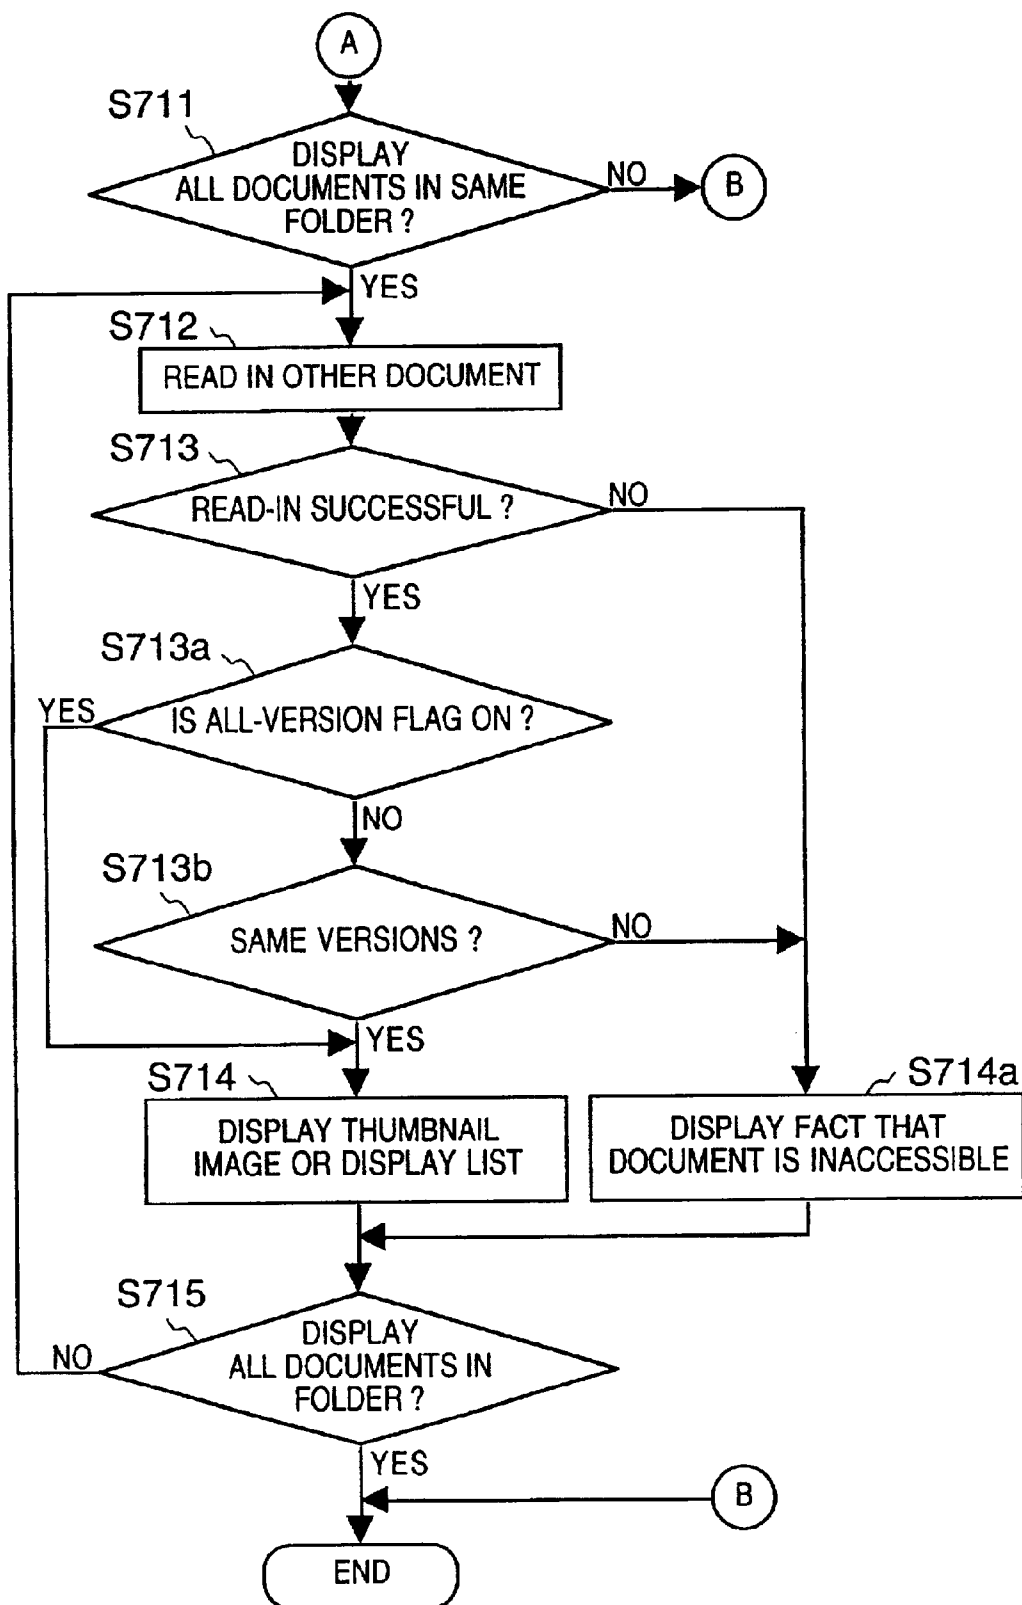 A
S711
DISPLAY
ALL DOCUMENTS IN SAME
FOLDER ?
NO
B
YES
S712
READ IN OTHER DOCUMENT
S713
READ-IN SUCCESSFUL ?
NO
YES
S713a
YES
IS ALL-VERSION FLAG ON ?
NO
S713b
SAME VERSIONS ?
NO
YES
S714
DISPLAY THUMBNAIL
IMAGE OR DISPLAY LIST
S714a
DISPLAY FACT THAT
DOCUMENT IS INACCESSIBLE
S715
NO
DISPLAY
ALL DOCUMENTS IN
FOLDER ?
YES
B
END